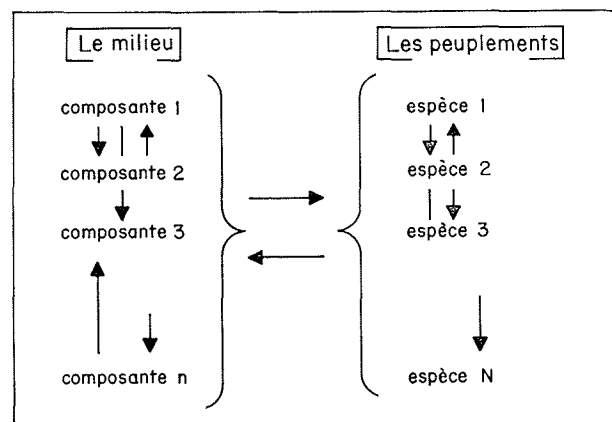 Le milieu
Les peuplements
composante 1
espèce 1
composante 2
espèce 2
composante 3
espèce 3
composante n
espèce N